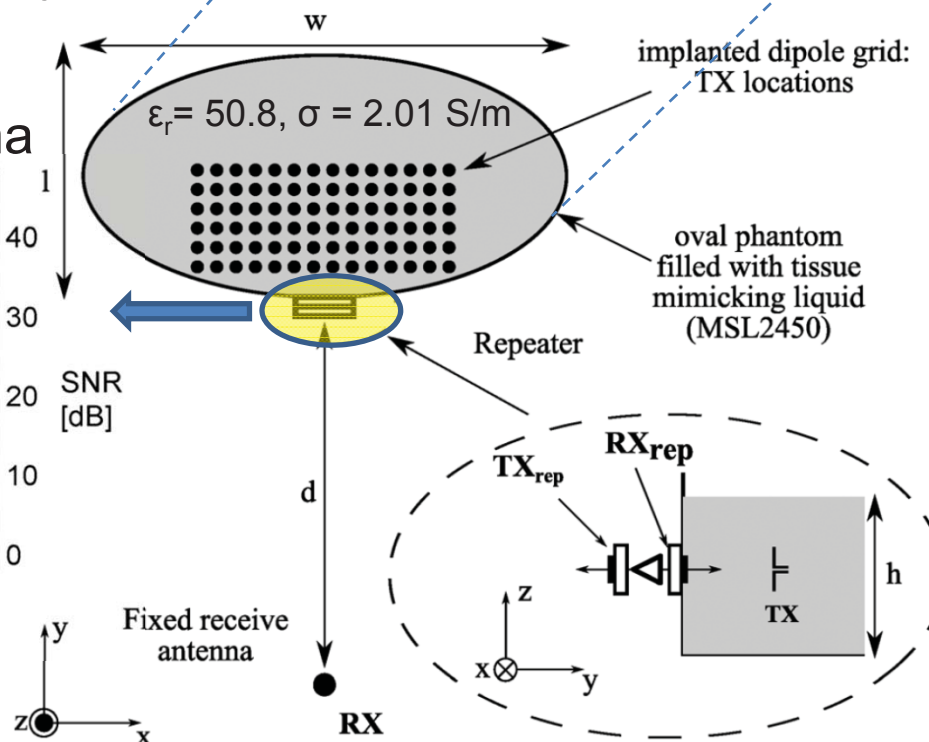 w
implanted dipole grid:
TX locations
εr= 50.8, σ = 2.01 S/m
na
l
40
30
20
10
0
SNR
[dB]
oval phantom
filled with tissue
mimicking liquid
(MSL2450)
Repeater
d
TXrep
RXrep
TX
h
z
x
y
Fixed receive
antenna
RX
y
z
x